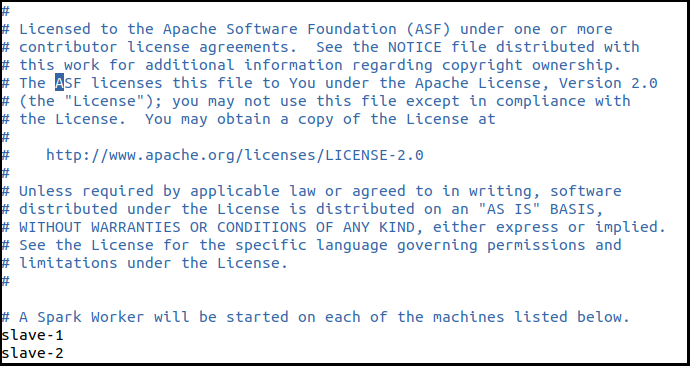 #
# Licensed to the Apache Software Foundation (ASF) under one or more
# contributor license agreements.  See the NOTICE file distributed with
# this work for additional information regarding copyright ownership.
# The ASF licenses this file to You under the Apache License, Version 2.0
# (the "License"); you may not use this file except in compliance with
# the License.  You may obtain a copy of the License at
#
#    http://www.apache.org/licenses/LICENSE-2.0
#
# Unless required by applicable law or agreed to in writing, software
# distributed under the License is distributed on an "AS IS" BASIS,
# WITHOUT WARRANTIES OR CONDITIONS OF ANY KIND, either express or implied.
# See the License for the specific language governing permissions and
# limitations under the License.
#

# A Spark Worker will be started on each of the machines listed below.
slave-1
slave-2